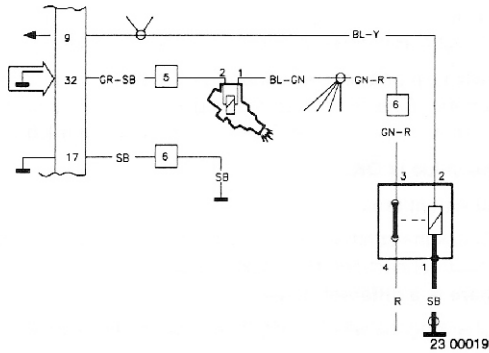 9
BL-Y
32 GR-SB 5 2 1 BL-GN GN-R
6
GN-R
17 SB 6
SB
3 2
4 1
R SB
23 00019